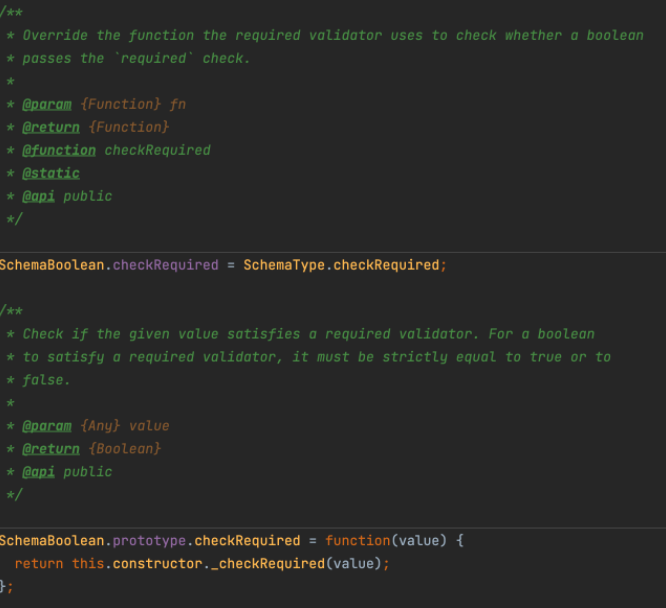 /**
 * Override the function the required validator uses to check whether a boolean
 * passes the `required` check.
 *
 * @param {Function} fn
 * @return {Function}
 * @function checkRequired
 * @static
 * @api public
 */
SchemaBoolean.checkRequired = SchemaType.checkRequired;
/**
 * Check if the given value satisfies a required validator. For a boolean
 * to satisfy a required validator, it must be strictly equal to true or to
 * false.
 *
 * @param {Any} value
 * @return {Boolean}
 * @api public
 */
SchemaBoolean.prototype.checkRequired = function(value) {
  return this.constructor._checkRequired(value);
};